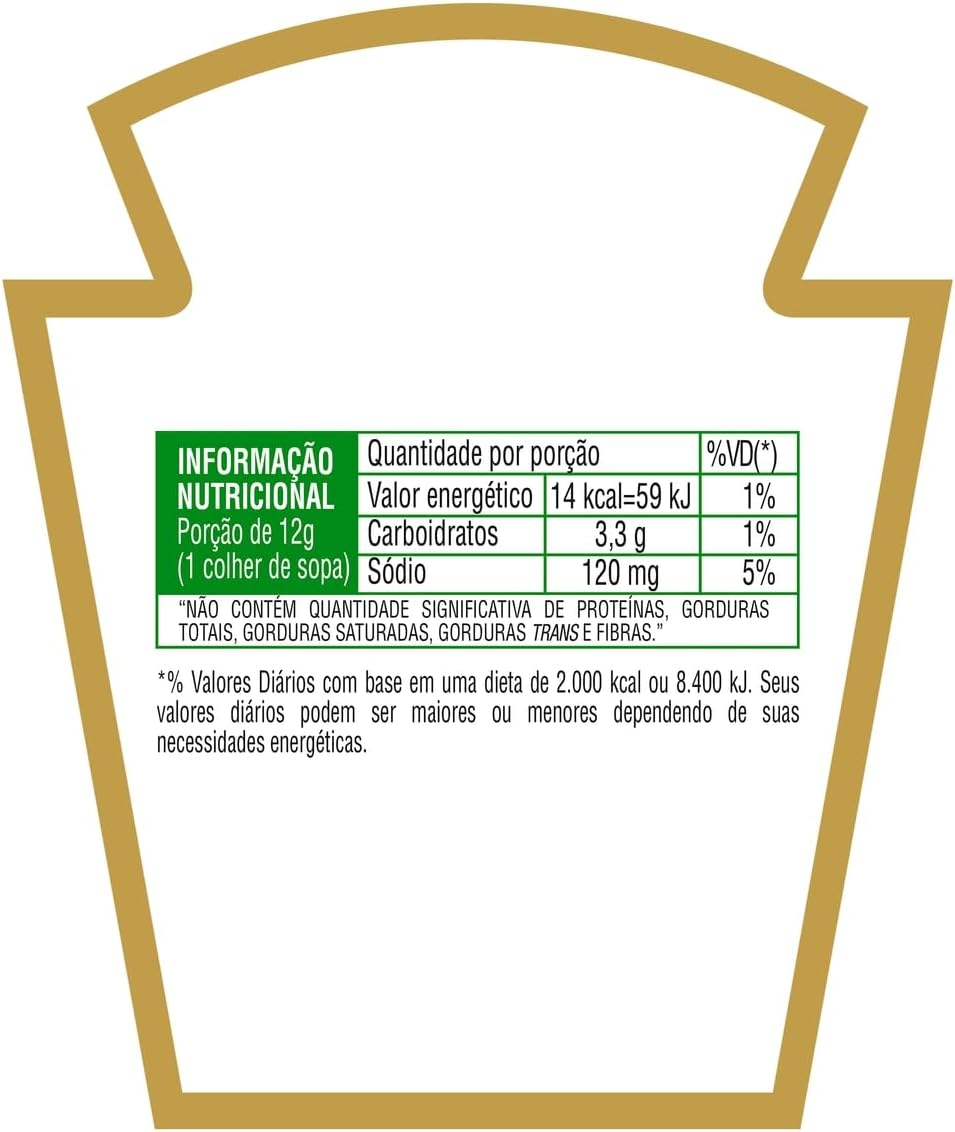 INFORMAÇÃO
NUTRICIONAL
Porção de 12g
(1 colher de sopa)
Quantidade por porção %VD(*)
Valor energético 14 kcal=59 kJ 1%
Carboidratos 3,3 g 1%
Sódio 120 mg 5%
“NÃO CONTÉM QUANTIDADE SIGNIFICATIVA DE PROTEÍNAS, GORDURAS
TOTAIS, GORDURAS SATURADAS, GORDURAS TRANS E FIBRAS.”
*% Valores Diários com base em uma dieta de 2.000 kcal ou 8.400 kJ. Seus
valores diários podem ser maiores ou menores dependendo de suas
necessidades energéticas.